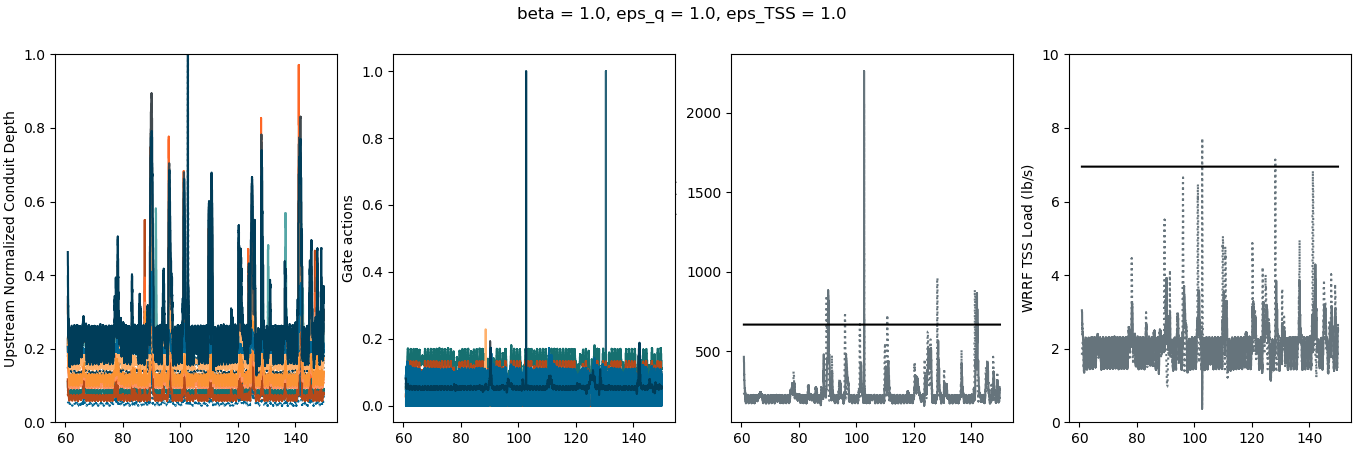 beta = 1.0, eps_q = 1.0, eps_TSS = 1.0
Upstream Normalized Conduit Depth
1.0
0.8
0.6
0.4
0.2
0.0
60 80 100 120 140
Gate actions
1.0
0.8
0.6
0.4
0.2
0.0
60 80 100 120 140
2000
1500
1000
500
60 80 100 120 140
WRRF TSS Load (lb/s)
10
8
6
4
2
0
60 80 100 120 140